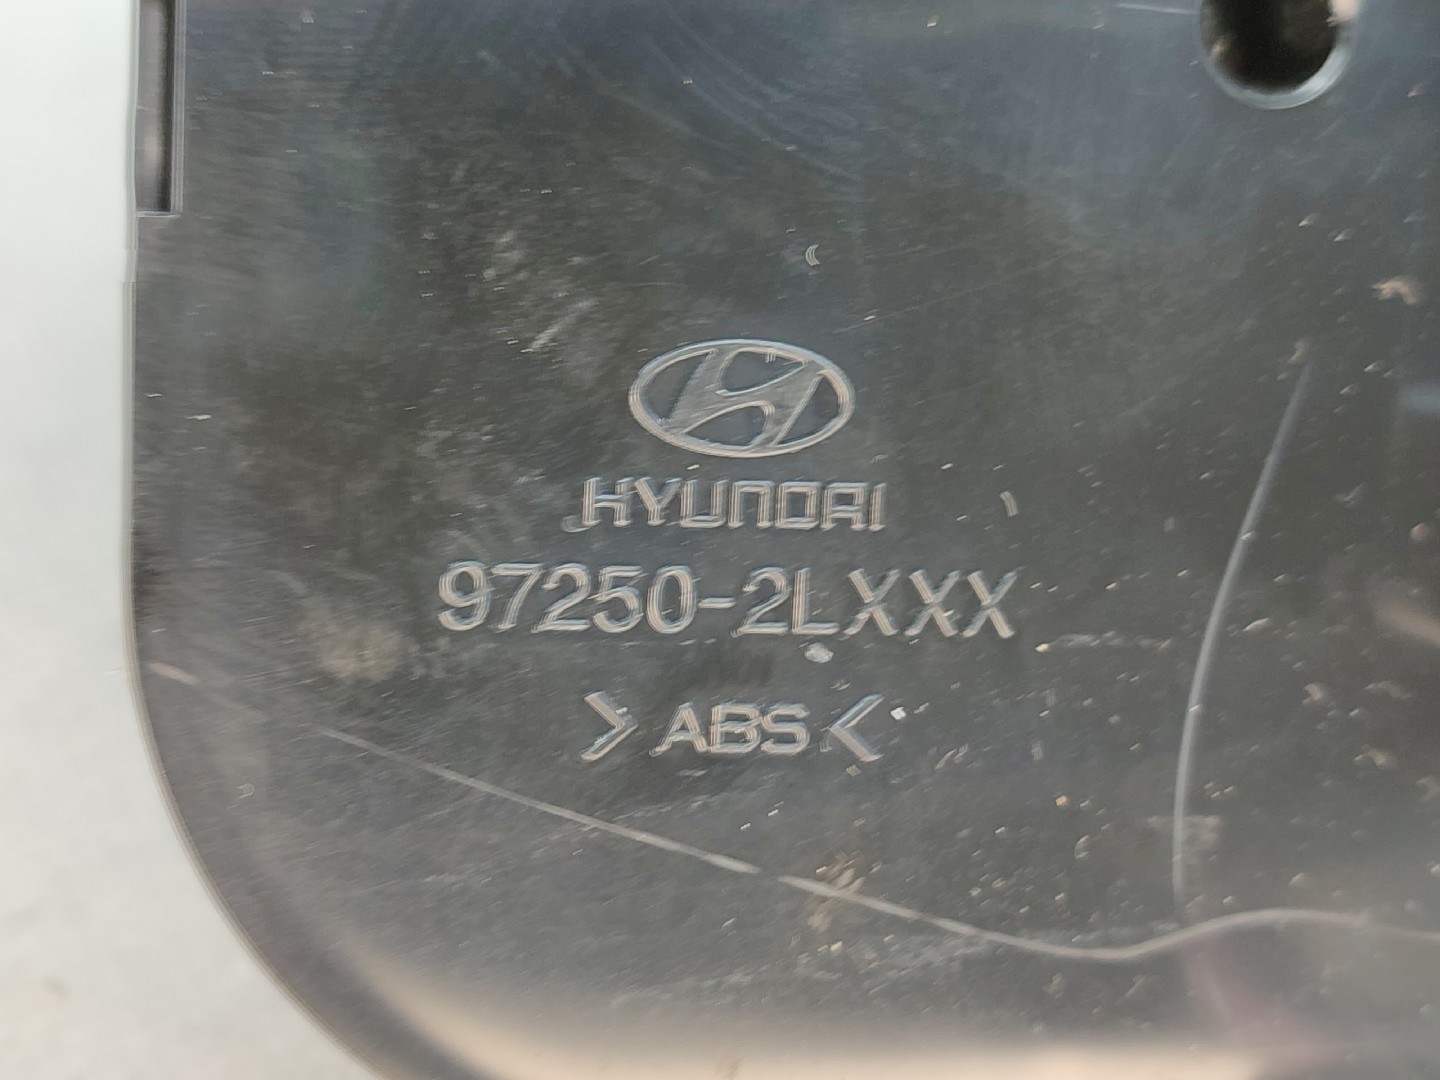 HYUNDAI
97250-2LXXX
>ABS<